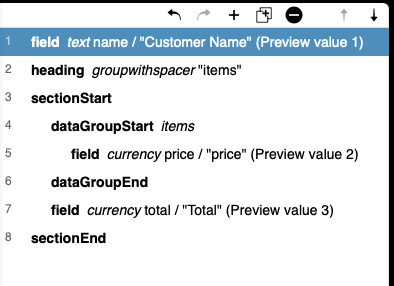 1 field text name / "Customer Name" (Preview value 1)
2 heading groupwithspacer "items"
3 sectionStart
4 dataGroupStart items
5 field currency price / "price" (Preview value 2)
6 dataGroupEnd
7 field currency total / "Total" (Preview value 3)
8 sectionEnd